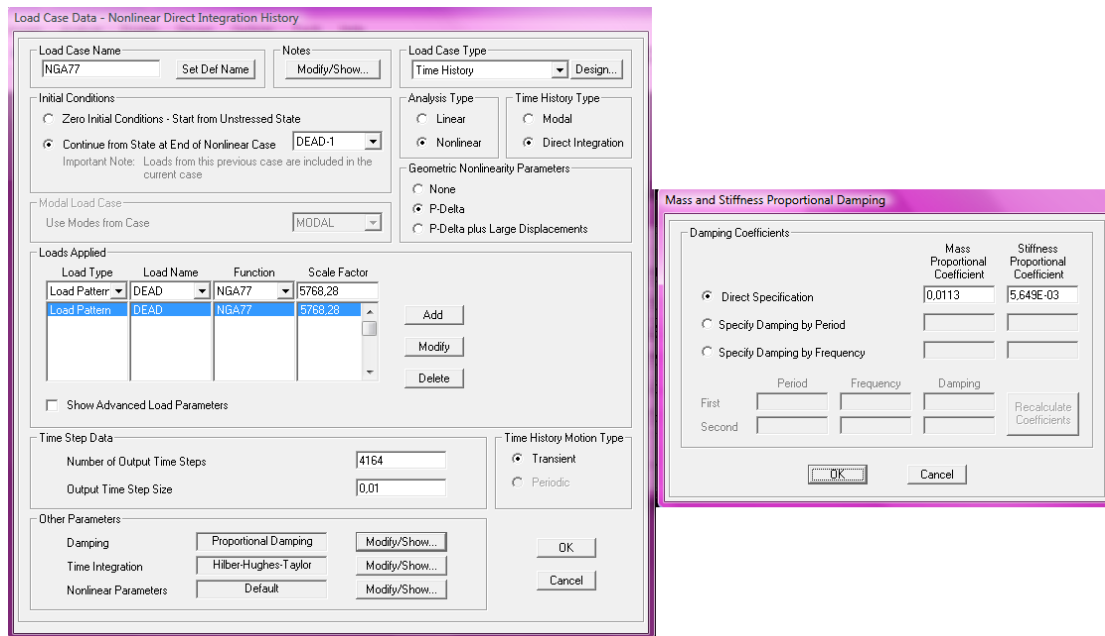 Load Case Data - Nonlinear Direct Integration History
Load Case Name
NGA77
Set Def Name
Notes
Modify/Show...
Load Case Type
Time History
Design...
Initial Conditions
Zero Initial Conditions - Start from Unstressed State
Continue from State at End of Nonlinear Case
DEAD-1
Important Note: Loads from this previous case are included in the
current case
Analysis Type
Linear
Nonlinear
Time History Type
Modal
Direct Integration
Geometric Nonlinearity Parameters
None
P-Delta
P-Delta plus Large Displacements
Modal Load Case
Use Modes from Case
MODAL
Loads Applied
Load Type Load Name Function Scale Factor
Load Pattern DEAD NGA77 5768,28
Load Pattern DEAD NGA77 5768,28
Add
Modify
Delete
Show Advanced Load Parameters
Time Step Data
Number of Output Time Steps
4164
Output Time Step Size
0,01
Time History Motion Type
Transient
Periodic
Other Parameters
Damping Proportional Damping Modify/Show...
Time Integration Hilber-Hughes-Taylor Modify/Show...
Nonlinear Parameters Default Modify/Show...
OK
Cancel
Mass and Stiffness Proportional Damping
Damping Coefficients
Mass
Proportional
Coefficient
Stiffness
Proportional
Coefficient
Direct Specification
0,0113
5,649E-03
Specify Damping by Period
Specify Damping by Frequency
Period Frequency Damping
First
Second
Recalculate
Coefficients
OK
Cancel